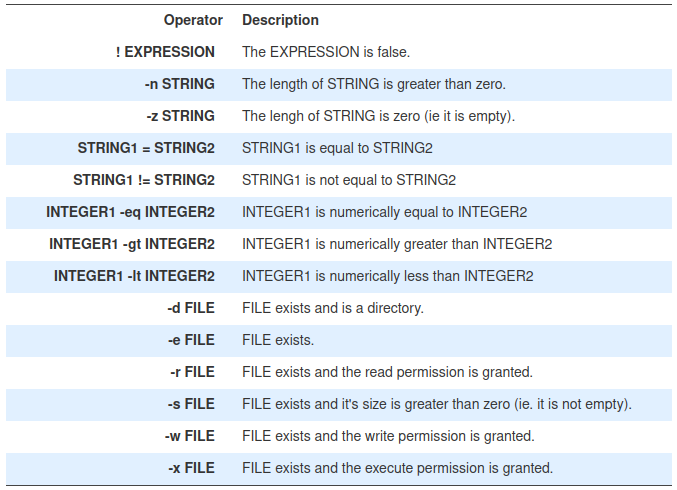 Operator Description
! EXPRESSION The EXPRESSION is false.
-n STRING The length of STRING is greater than zero.
-z STRING The lengh of STRING is zero (ie it is empty).
STRING1 = STRING2 STRING1 is equal to STRING2
STRING1 != STRING2 STRING1 is not equal to STRING2
INTEGER1 -eq INTEGER2 INTEGER1 is numerically equal to INTEGER2
INTEGER1 -gt INTEGER2 INTEGER1 is numerically greater than INTEGER2
INTEGER1 -lt INTEGER2 INTEGER1 is numerically less than INTEGER2
-d FILE FILE exists and is a directory.
-e FILE FILE exists.
-r FILE FILE exists and the read permission is granted.
-s FILE FILE exists and it's size is greater than zero (ie. it is not empty).
-w FILE FILE exists and the write permission is granted.
-x FILE FILE exists and the execute permission is granted.